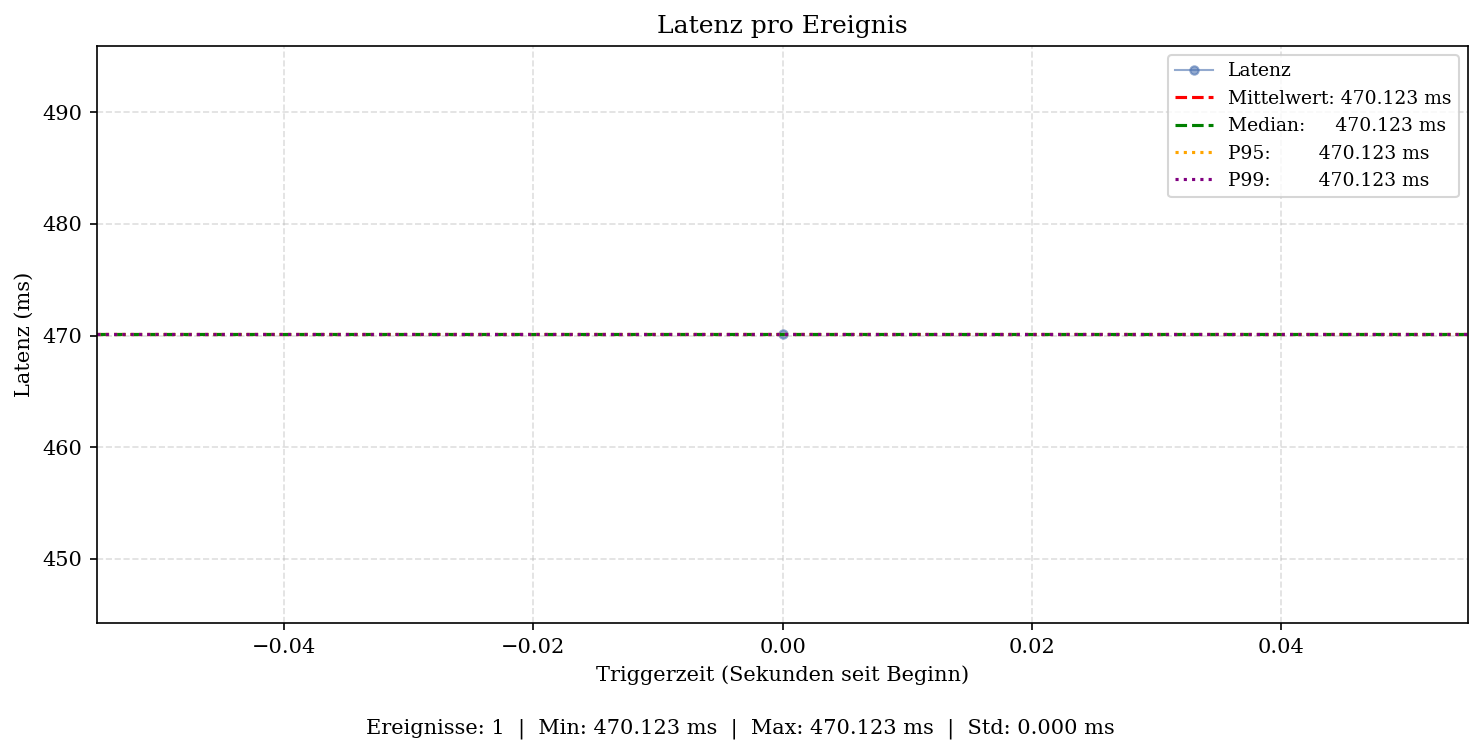 Latenz pro Ereignis
Latenz (ms)
490
480
470
460
450
Latenz
Mittelwert: 470.123 ms
Median: 470.123 ms
P95: 470.123 ms
P99: 470.123 ms
−0.04 −0.02 0.00 0.02 0.04
Triggerzeit (Sekunden seit Beginn)
Ereignisse: 1 | Min: 470.123 ms | Max: 470.123 ms | Std: 0.000 ms